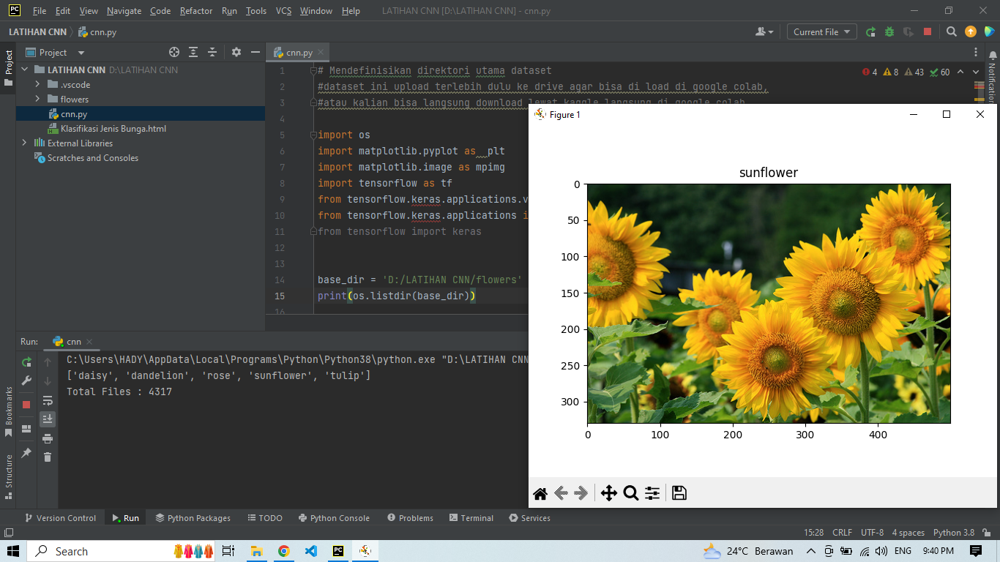 PC File Edit View Navigate Code Refactor Run Tools VCS Window Help LATIHAN CNN [D:\LATIHAN CNN] - cnn.py
LATIHAN CNN cnn.py Current File
Project
cnn.py
Project
LATIHAN CNN D:\LATIHAN CNN
.vscode
flowers
cnn.py
Klasifikasi Jenis Bunga.html
External Libraries
Scratches and Consoles
4 8 43 60
Notifications
1 # Mendefinisikan direktori utama dataset
2 #dataset ini upload terlebih dulu ke drive agar bisa di load di google colab,
3 #atau kalian bisa langsung download lewat kaggle langsung di google colab
4
5 import os
6 import matplotlib.pyplot as  plt
7 import matplotlib.image as mpimg
8 import tensorflow as tf
9 from tensorflow.keras.applications.v
10 from tensorflow.keras.applications i
11 from tensorflow import keras
12
13
14 base_dir = 'D:/LATIHAN CNN/flowers'
15 print(os.listdir(base_dir))
16
Figure 1
sunflower
0
50
100
150
200
250
300
0 100 200 300 400
Run: cnn
C:\Users\HADY\AppData\Local\Programs\Python\Python38\python.exe "D:\LATIHAN CNN
['daisy', 'dandelion', 'rose', 'sunflower', 'tulip']
Total Files : 4317
Bookmarks
Structure
Version Control Run Python Packages TODO Python Console Problems Terminal Services
15:28 CRLF UTF-8 4 spaces Python 3.8
Search PC 24°C Berawan ENG 9:40 PM